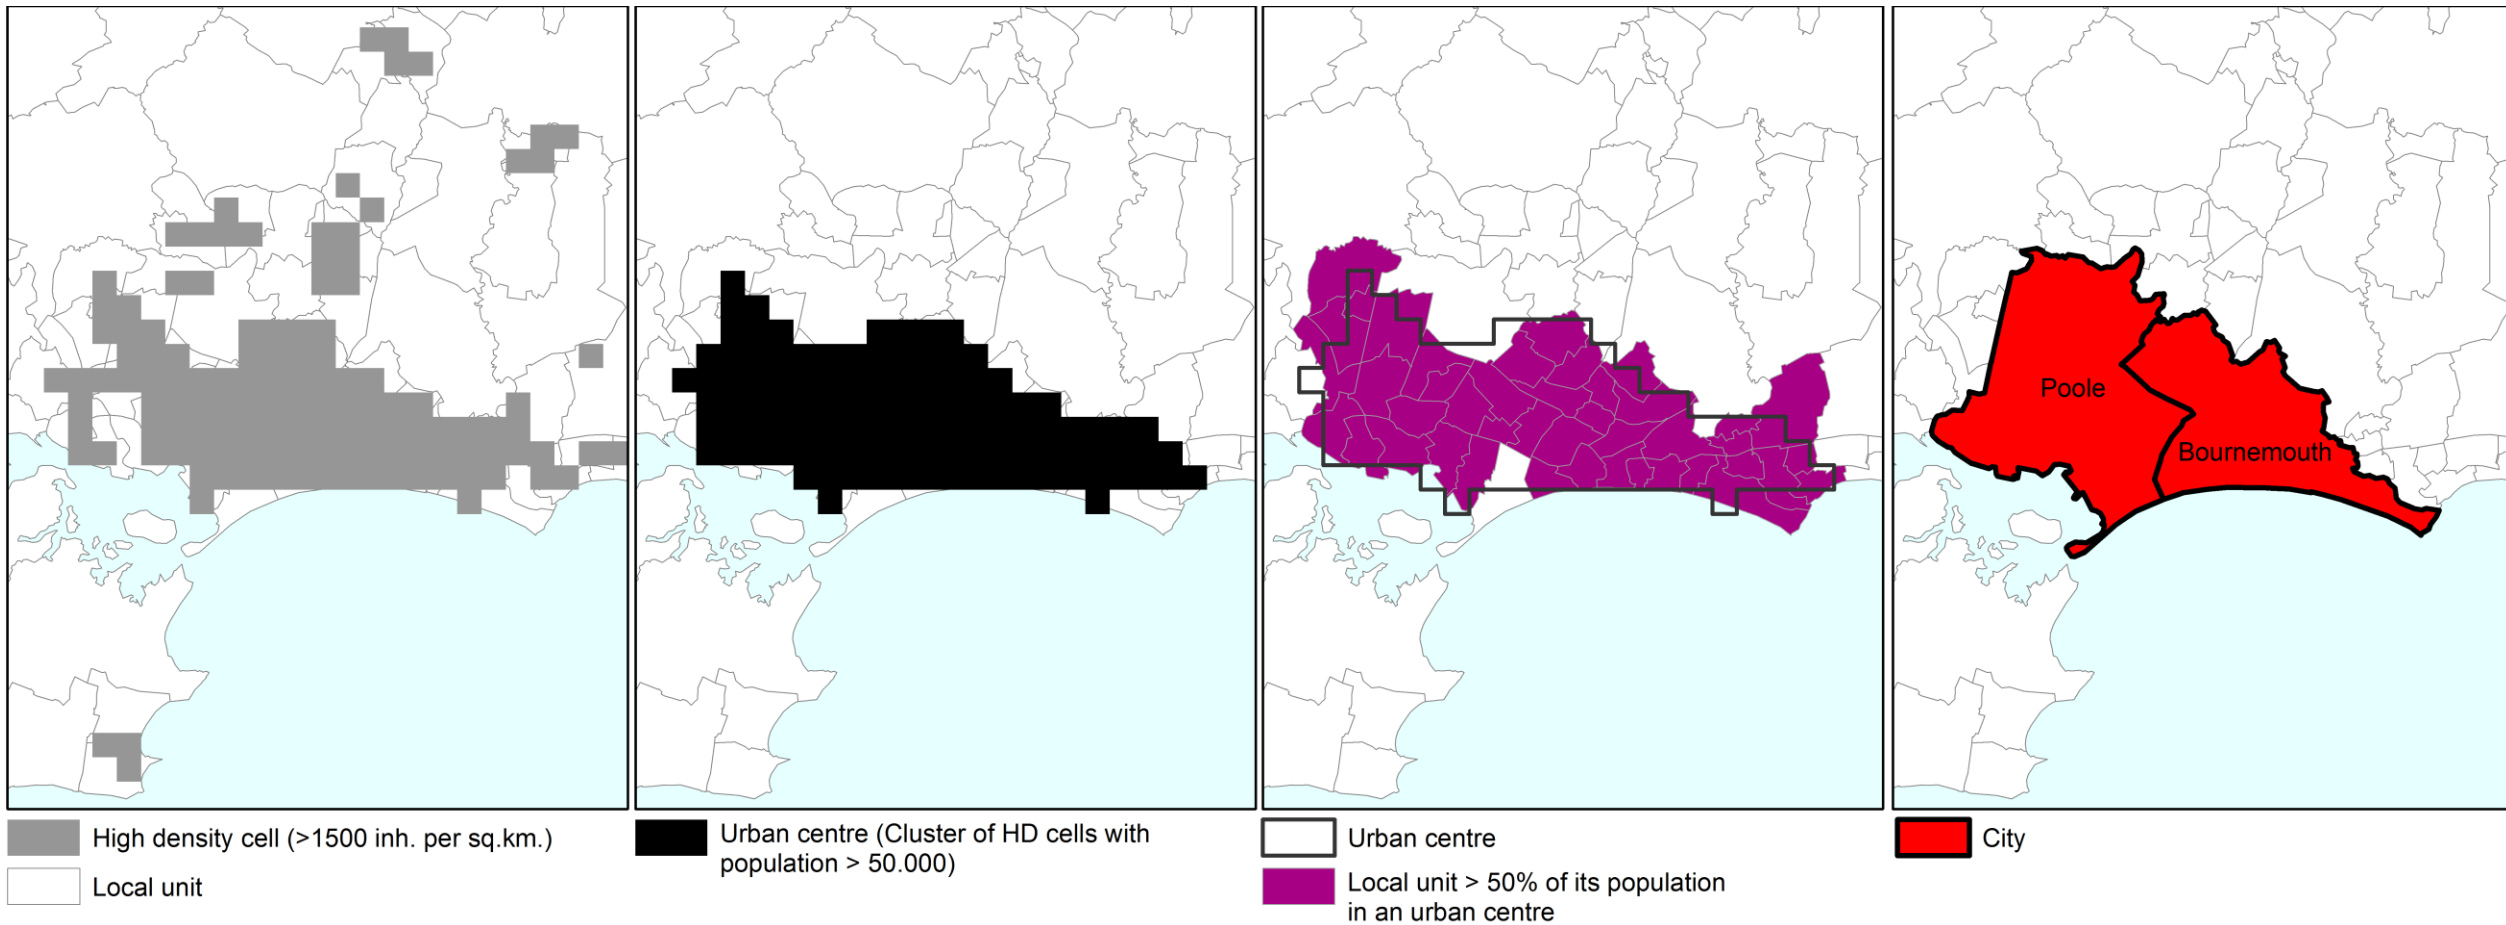 Poole
Bournemouth
High density cell (>1500 inh. per sq.km.)
Local unit
Urban centre (Cluster of HD cells with
population > 50.000)
Urban centre
Local unit > 50% of its population
in an urban centre
City